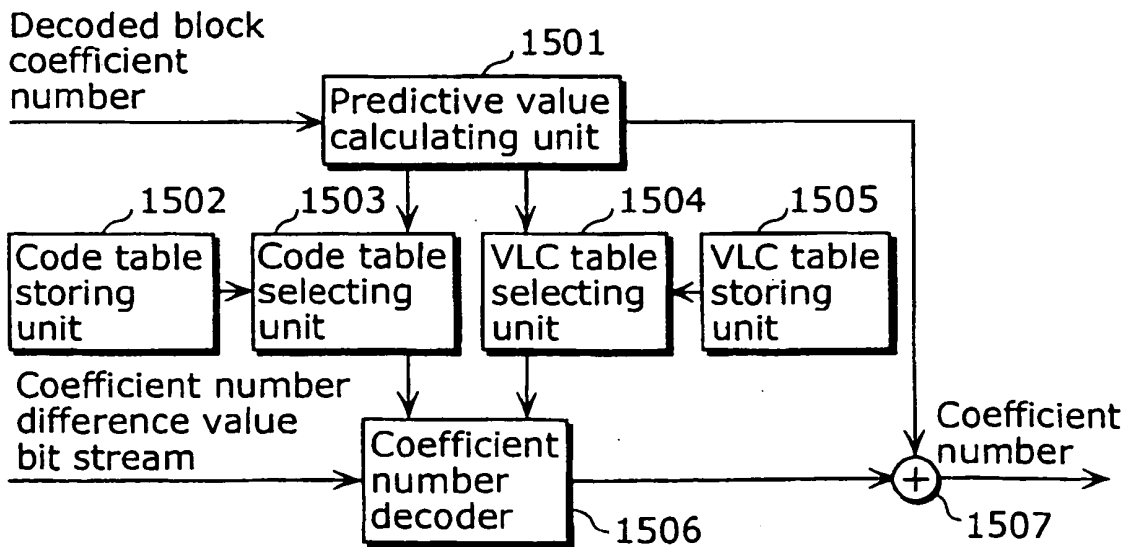 Decoded block
coefficient
number
1501
Predictive value
calculating unit
1502
1503
1504
1505
Code table
storing
unit
Code table
selecting
unit
VLC table
selecting
unit
VLC table
storing
unit
Coefficient number
difference value
bit stream
Coefficient
number
decoder
1506
Coefficient
number
+
1507